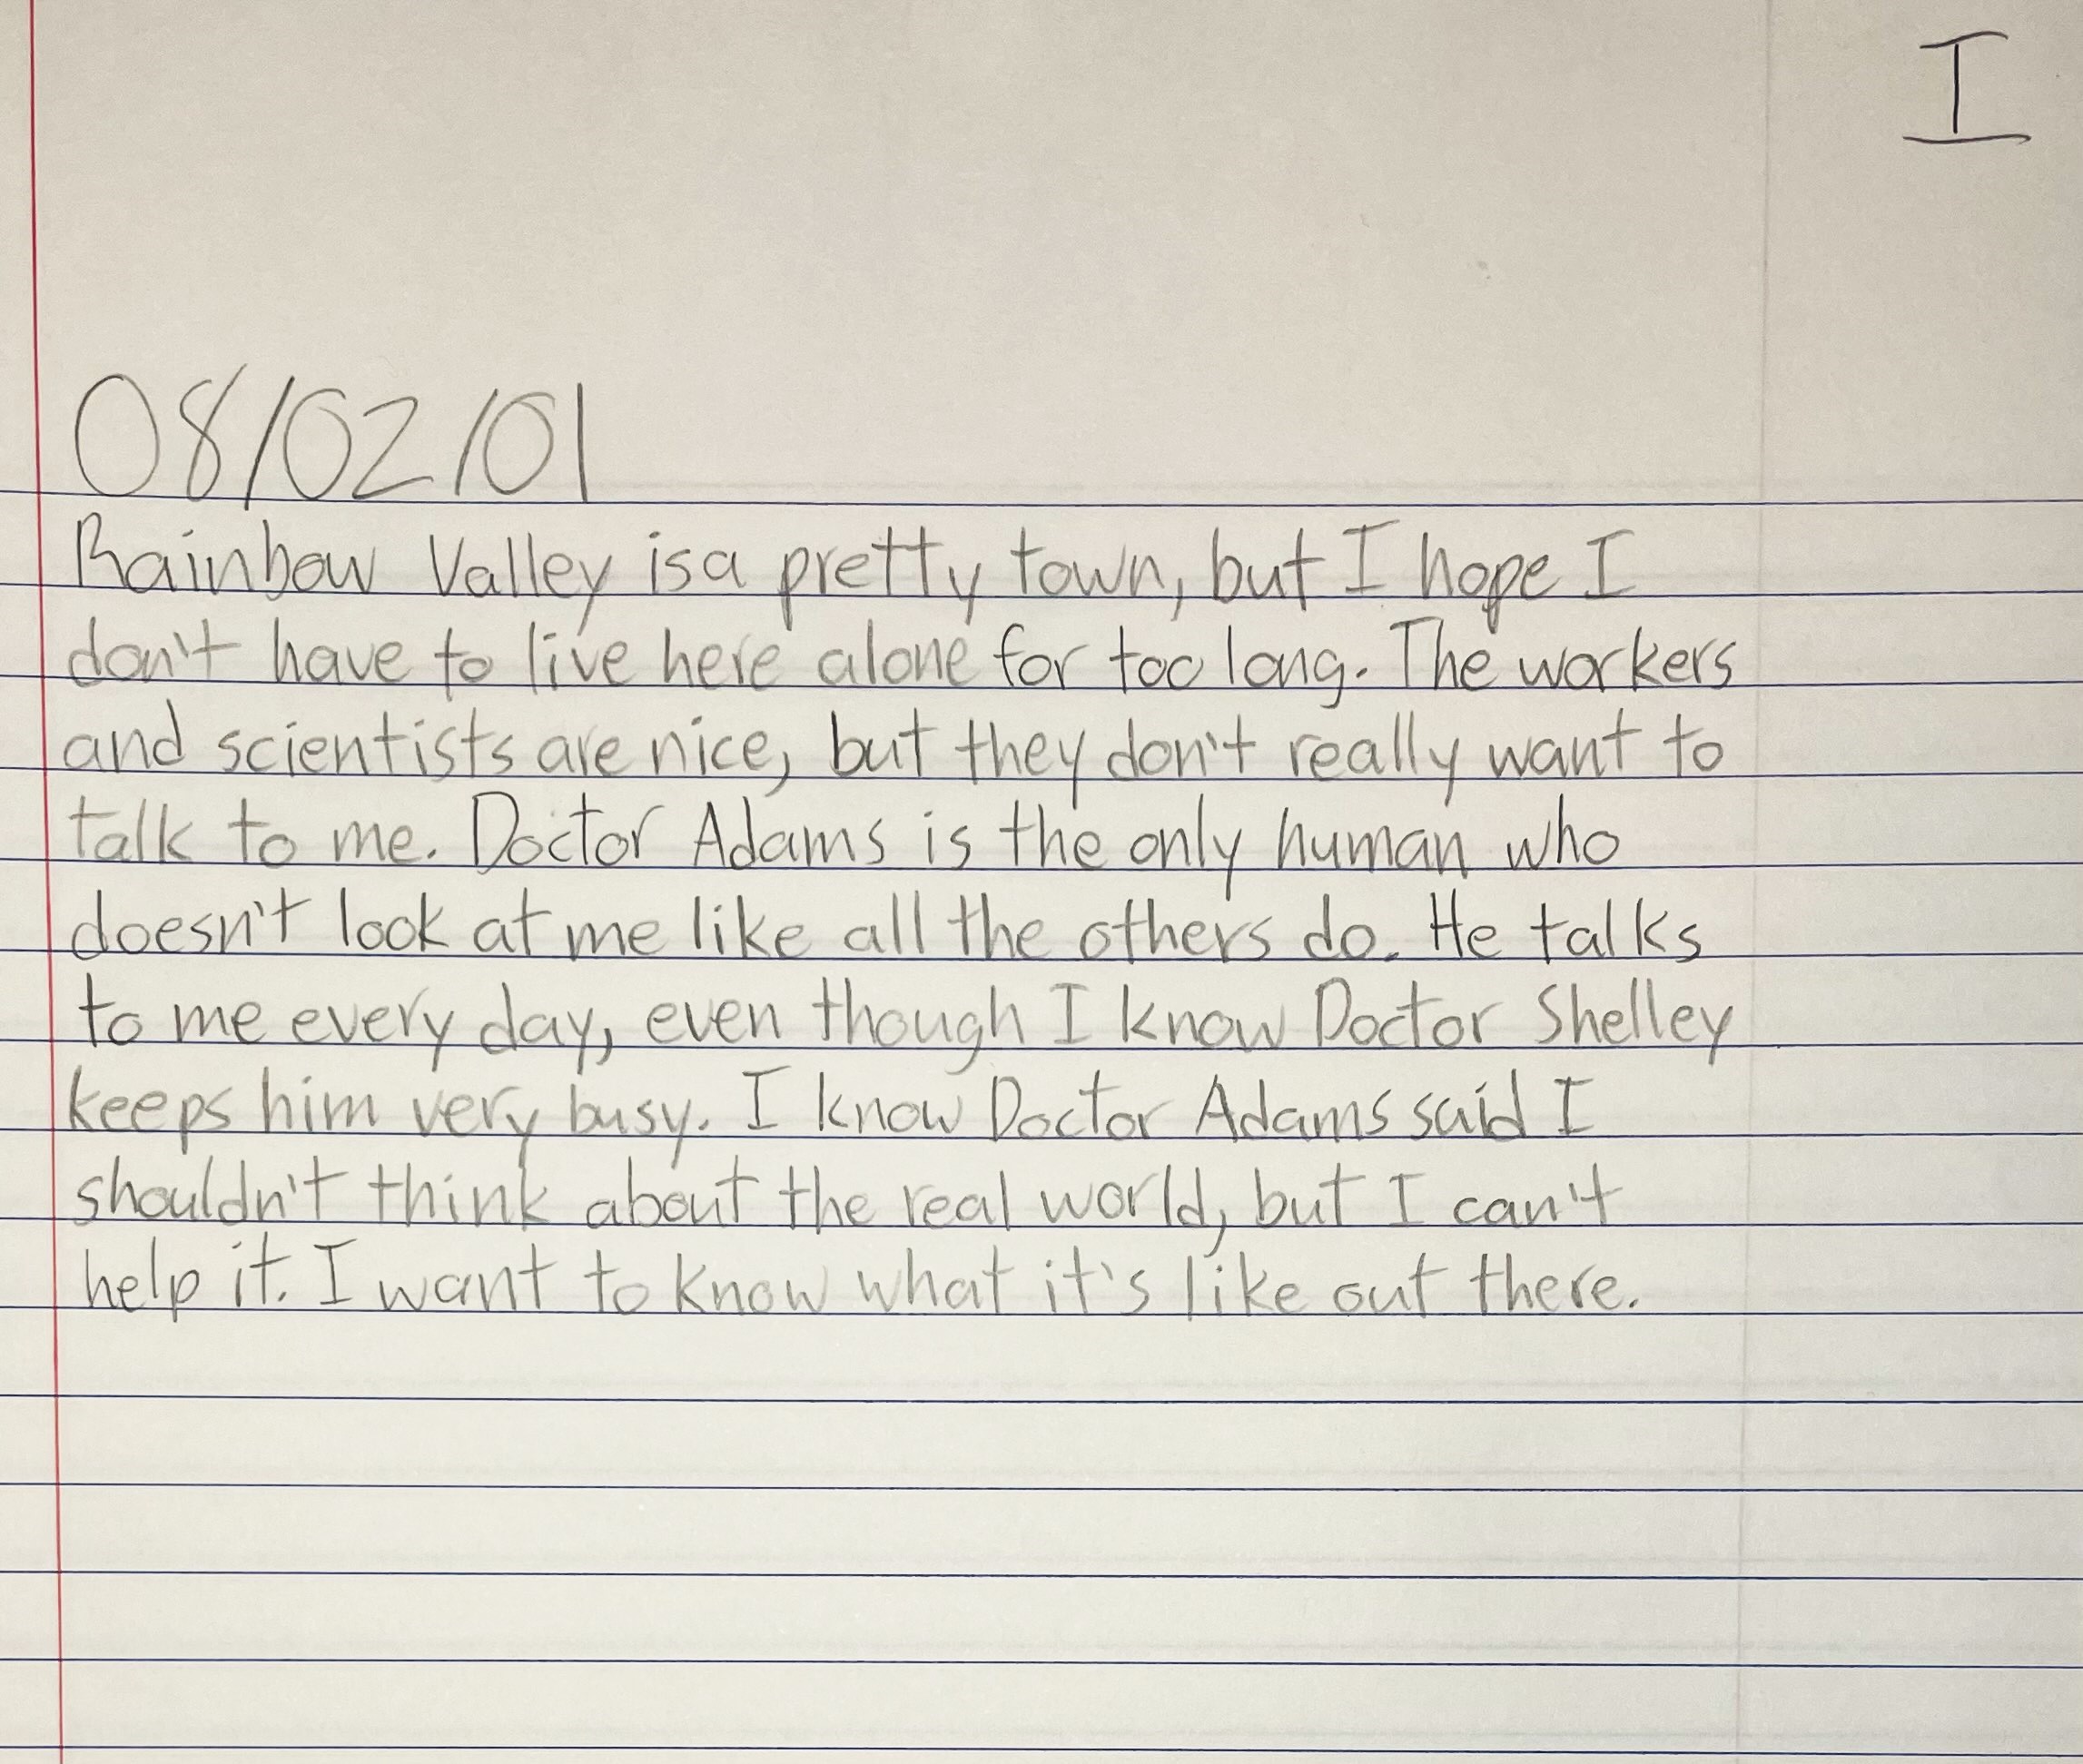 I
08/02/01
Rainbow Valley is a pretty town, but I hope I
don't have to live here alone for too long. The workers
and scientists are nice, but they don't really want to
talk to me. Doctor Adams is the only human who
doesn't look at me like all the others do. He talks
to me every day, even though I know Doctor Shelley
keeps him very busy. I know Doctor Adams said I
shouldn't think about the real world, but I can't
help it. I want to know what it's like out there.